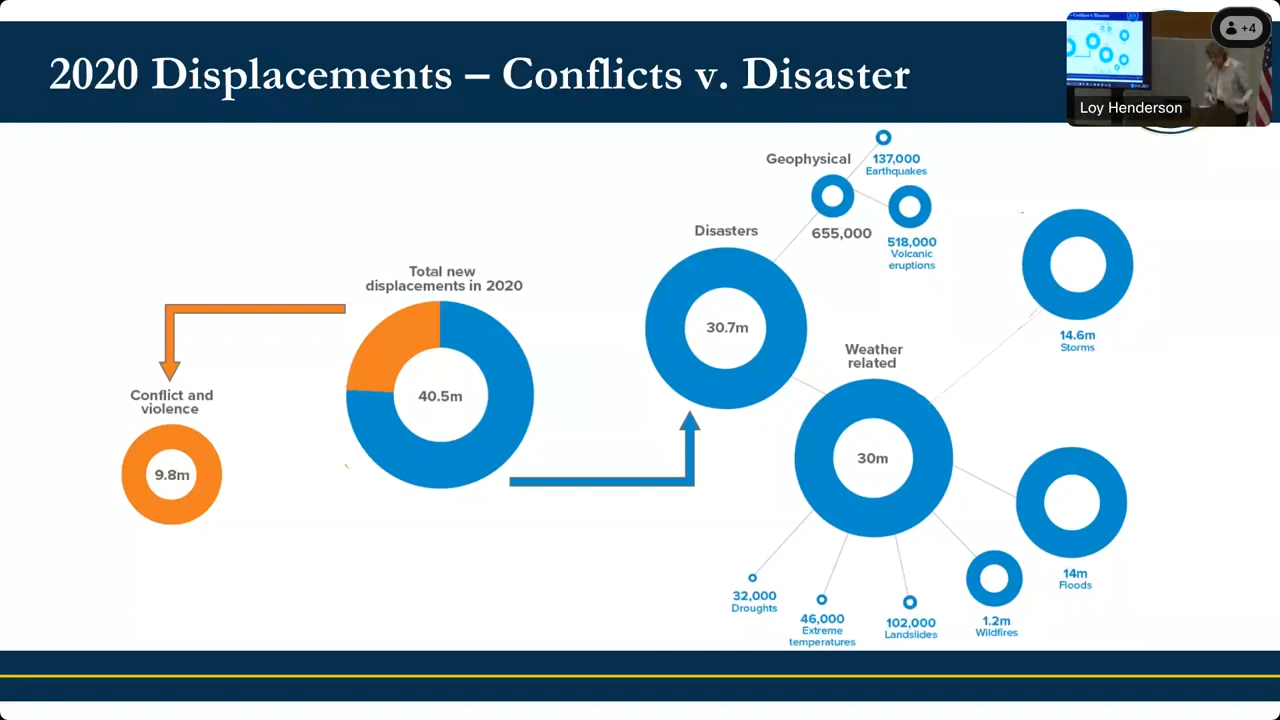 2020 Displacements – Conflicts v. Disaster
+4
Loy Henderson
Conflict and
violence
9.8m
Total new
displacements in 2020
40.5m
Disasters
30.7m
Geophysical
655,000
137,000
Earthquakes
518,000
Volcanic
eruptions
Weather
related
30m
14.6m
Storms
14m
Floods
1.2m
Wildfires
102,000
Landslides
46,000
Extreme
temperatures
32,000
Droughts